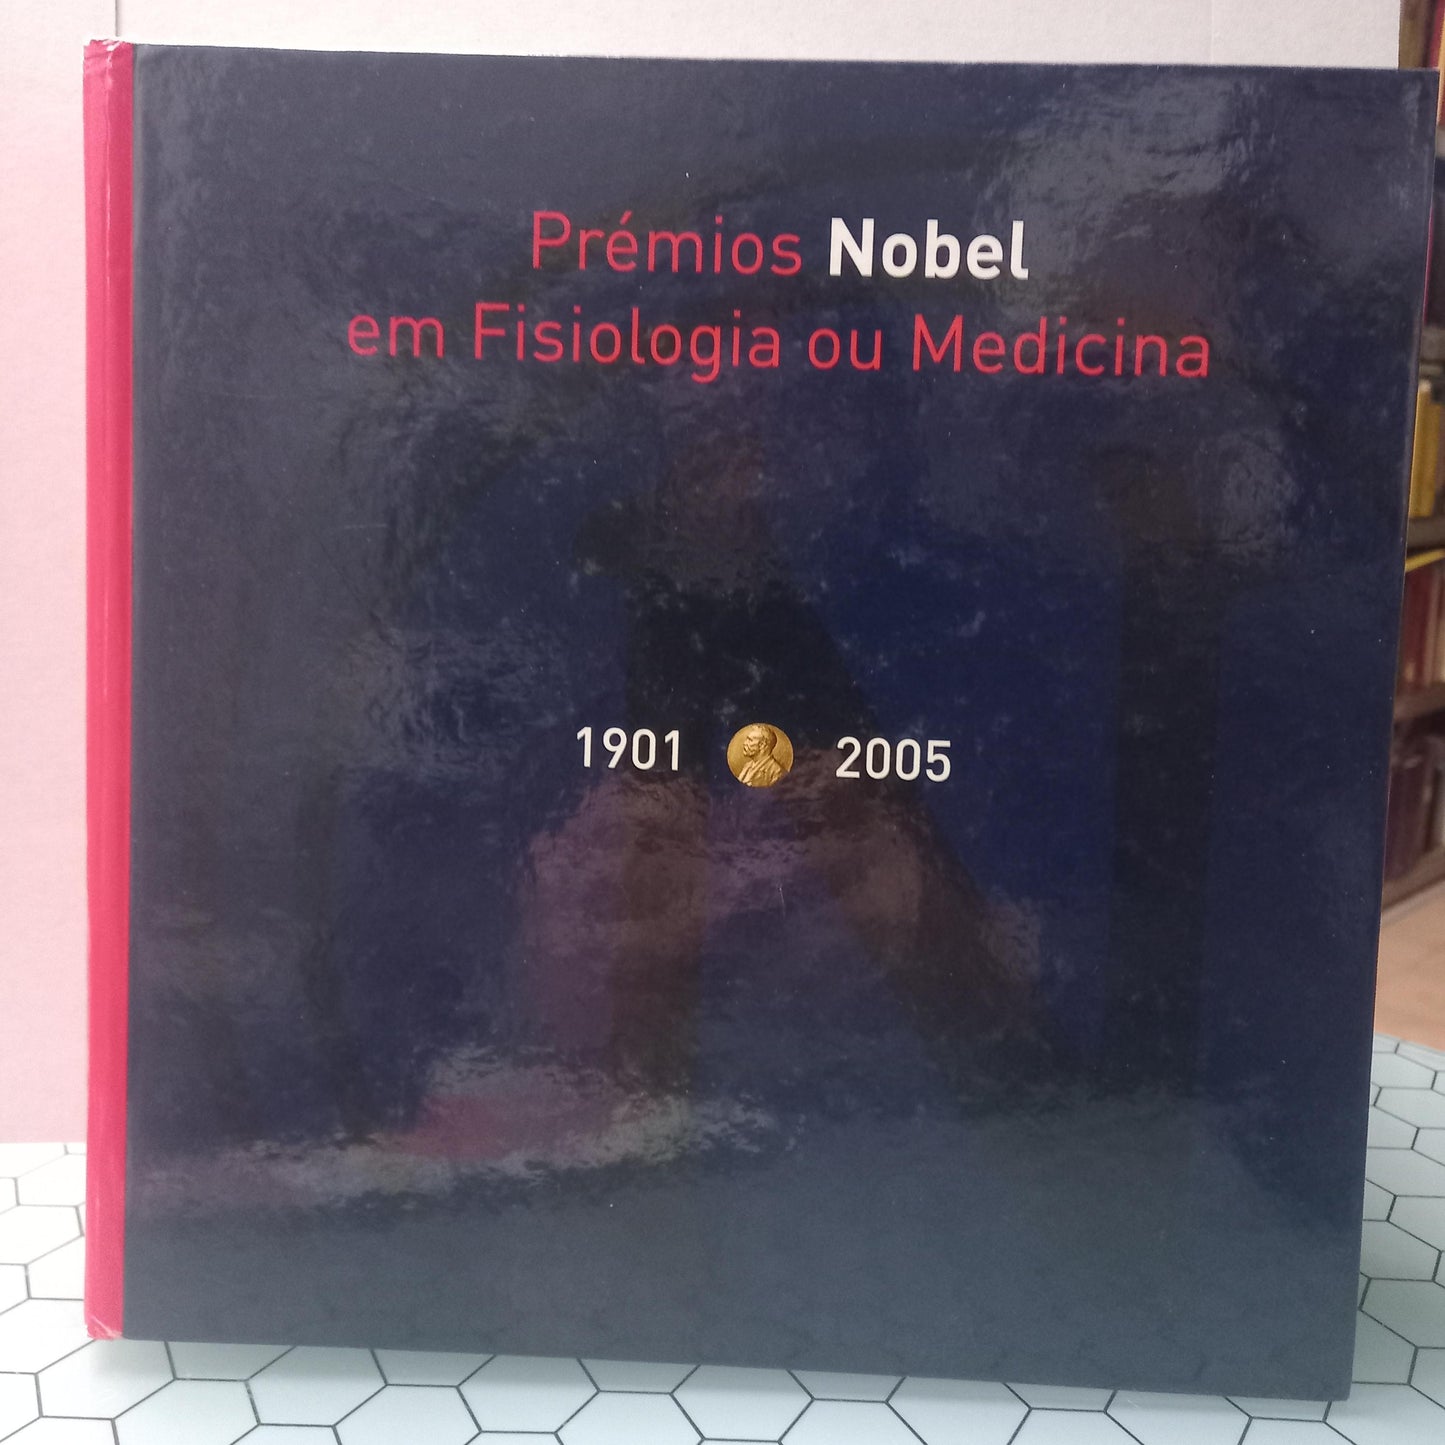 Prémios Nobel
em Fisiologia ou Medicina
1901 2005